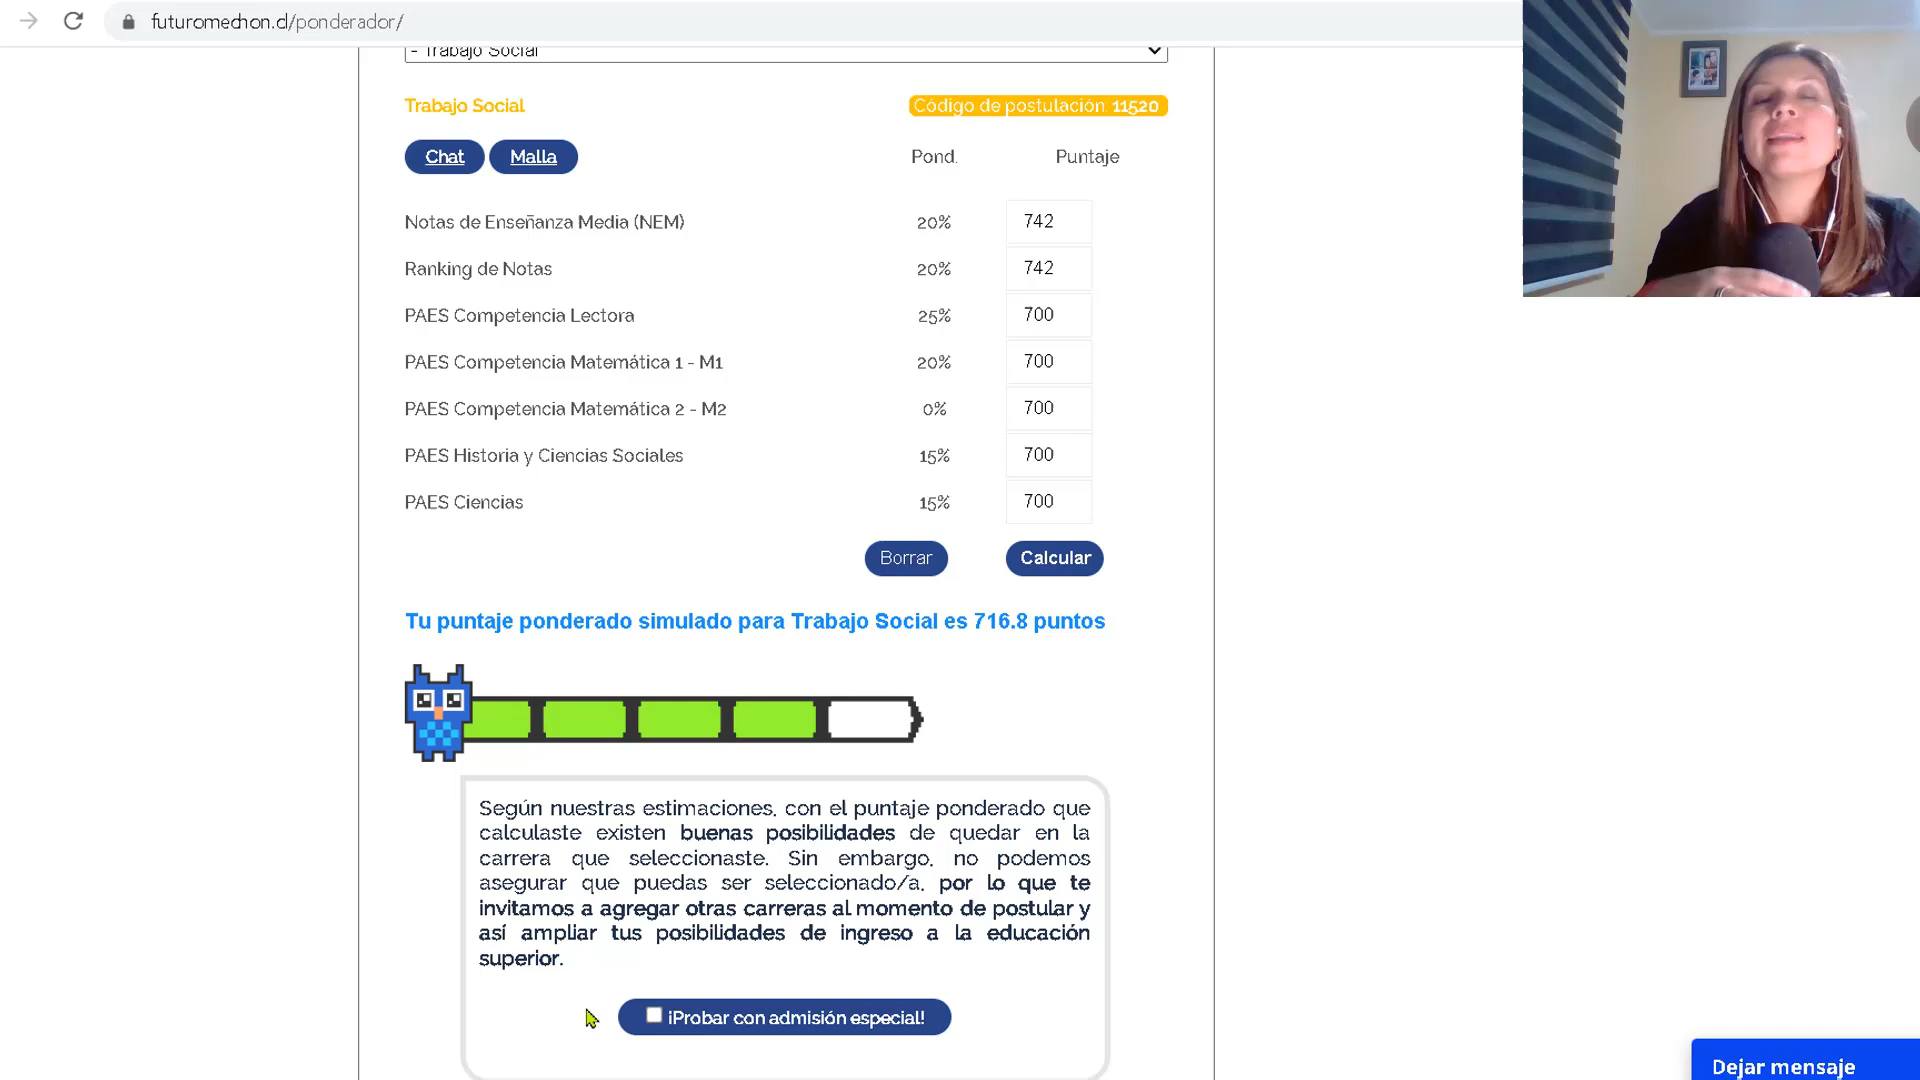 futuromechon.cl/ponderador/
- Trabajo Social
Trabajo Social
Código de postulación: 11520
Chat Malla Pond. Puntaje
Notas de Enseñanza Media (NEM) 20% 742
Ranking de Notas 20% 742
PAES Competencia Lectora 25% 700
PAES Competencia Matemática 1 - M1 20% 700
PAES Competencia Matemática 2 - M2 0% 700
PAES Historia y Ciencias Sociales 15% 700
PAES Ciencias 15% 700
Borrar Calcular
Tu puntaje ponderado simulado para Trabajo Social es 716.8 puntos
Según nuestras estimaciones, con el puntaje ponderado que
calculaste existen buenas posibilidades de quedar en la
carrera que seleccionaste. Sin embargo, no podemos
asegurar que puedas ser seleccionado/a, por lo que te
invitamos a agregar otras carreras al momento de postular y
así ampliar tus posibilidades de ingreso a la educación
superior.
¡Probar con admisión especial!
Dejar mensaje